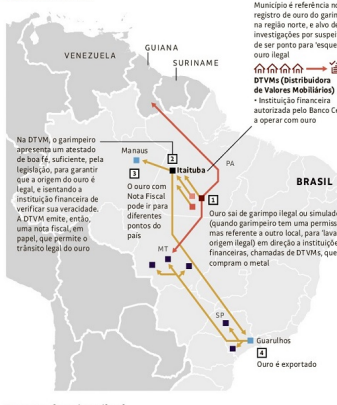 Município é referência no
registro de ouro do garim
na região norte, e alvo de
investigações por suspei
de ser ponto para 'esque
ouro ilegal
DTVMs (Distribuidora
de Valores Mobiliários)
• Instituição financeira
autorizada pelo Banco Ce
a operar com ouro
VENEZUELA
GUIANA
SURINAME
Na DTVM, o garimpeiro
apresenta um atestado
de boa fé, suficiente, pela
legislação, para garantir
que a origem do ouro é
legal, e isentando a
instituição financeira de
verificar sua veracidade.
A DTVM emite, então,
uma nota fiscal, em
papel, que permite o
trânsito legal do ouro
Manaus
3
O ouro com
Nota Fiscal
pode ir para
diferentes
pontos do
país
2
Itaituba
PA
BRASIL
1
Ouro sai de garimpo ilegal ou simulado
(quando garimpeiro tem uma permiss
mas referente a outro local, para 'lava
origem ilegal) em direção a instituiçõe
financeiras, chamadas de DTVMs, que
compram o metal
MT
SP
Guarulhos
4
Ouro é exportado